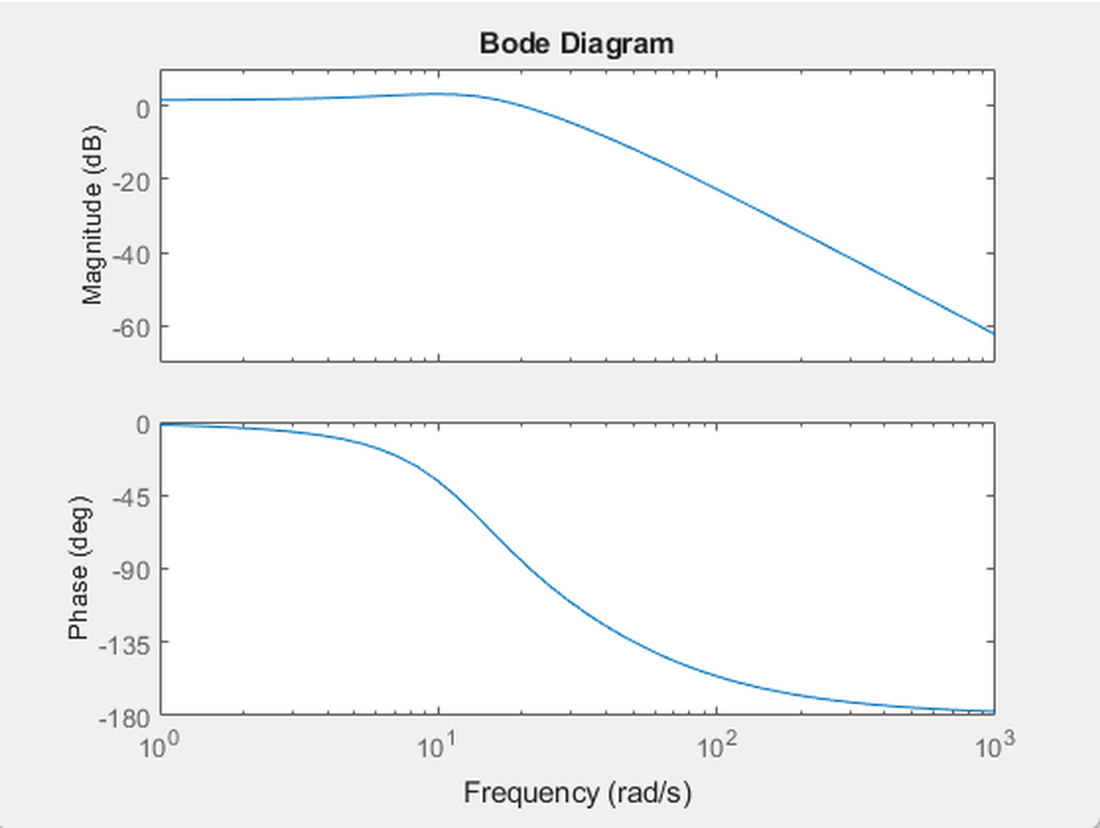 Bode Diagram
Magnitude (dB)
0
-20
-40
-60
Phase (deg)
0
-45
-90
-135
-180
10^0 10^1 10^2 10^3
Frequency (rad/s)